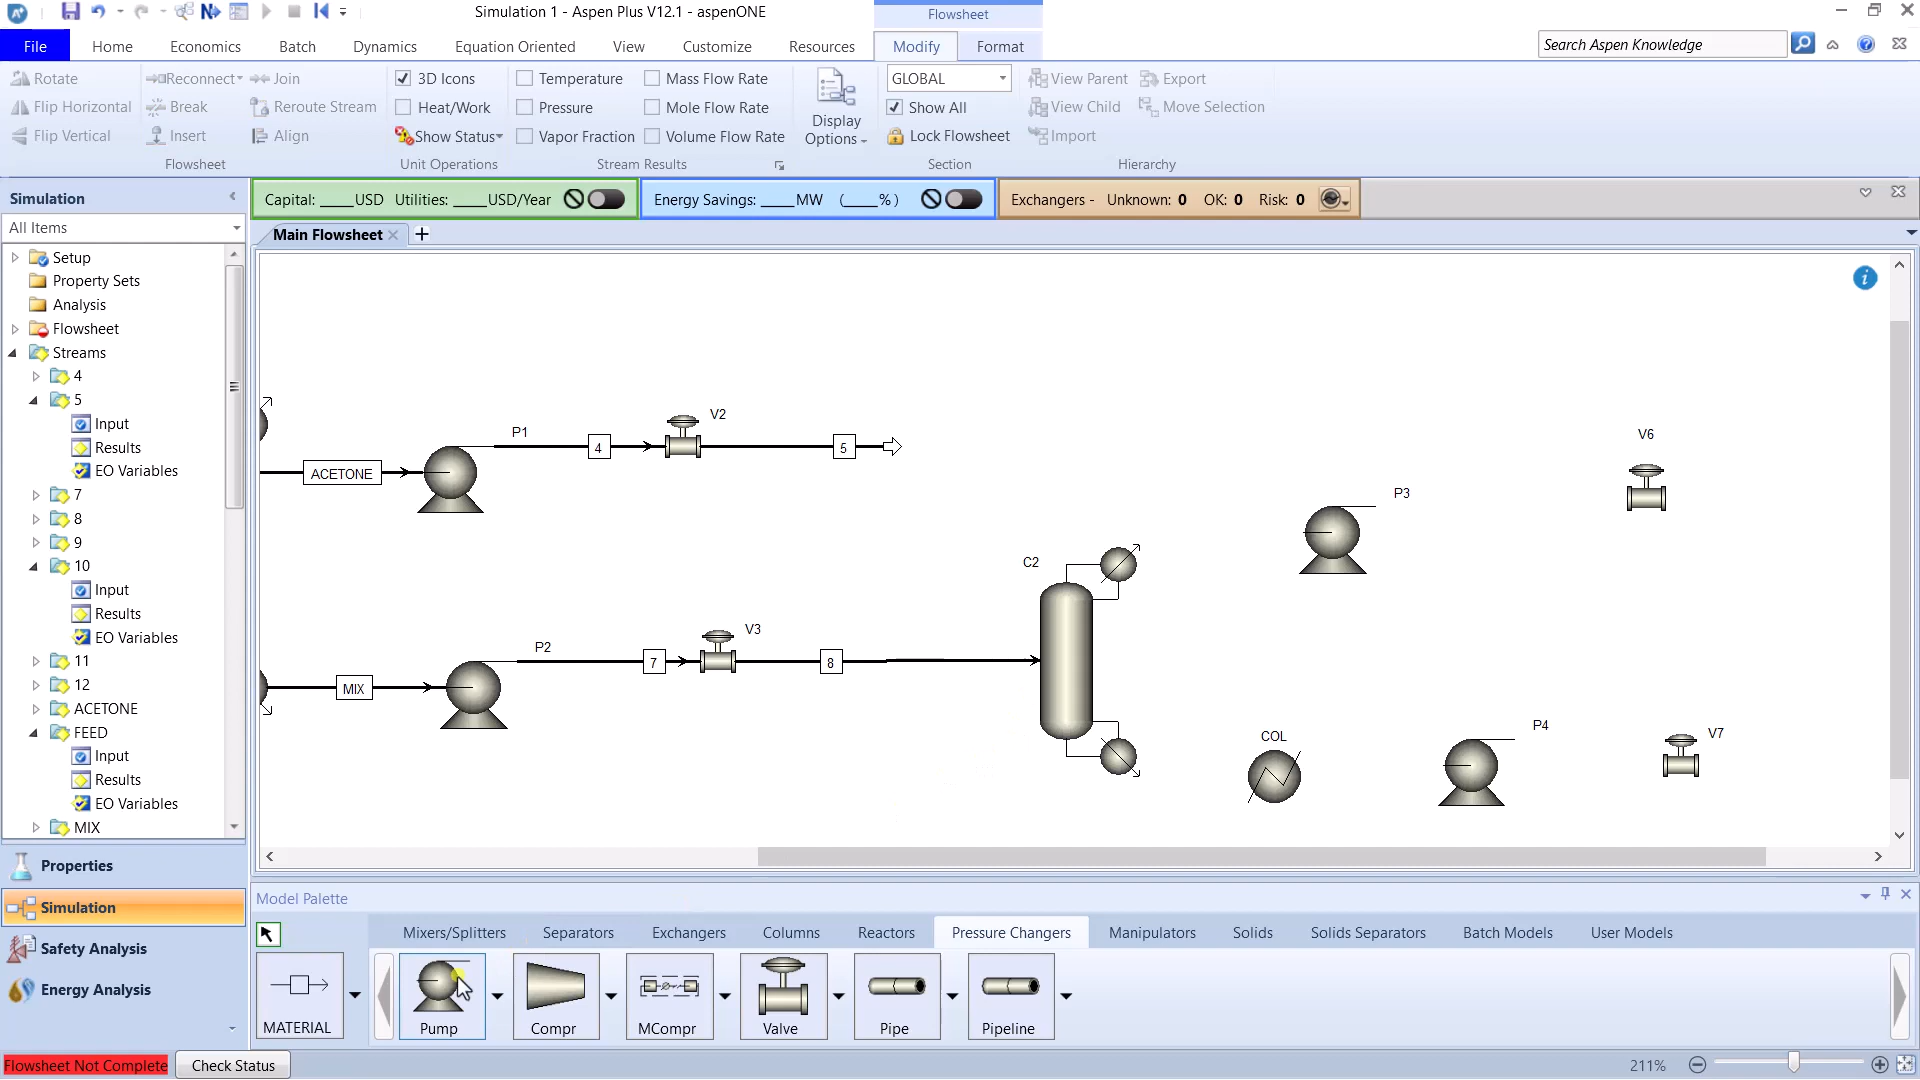 Simulation 1 - Aspen Plus V12.1 - aspenONE
Flowsheet
File Home Economics Batch Dynamics Equation Oriented View Customize Resources Modify Format
Search Aspen Knowledge
Rotate Reconnect Join 3D Icons Temperature Mass Flow Rate GLOBAL View Parent Export
Flip Horizontal Break Reroute Stream Heat/Work Pressure Mole Flow Rate Show All View Child Move Selection
Flip Vertical Insert Align Show Status Vapor Fraction Volume Flow Rate Display Options Lock Flowsheet Import
Flowsheet Unit Operations Stream Results Section Hierarchy
Simulation
Capital: ____USD Utilities: ____USD/Year
Energy Savings: ____MW (____%)
Exchangers - Unknown: 0 OK: 0 Risk: 0
All Items
Main Flowsheet
Setup
Property Sets
Analysis
Flowsheet
Streams
4
5
Input
Results
EO Variables
7
8
9
10
Input
Results
EO Variables
11
12
ACETONE
FEED
Input
Results
EO Variables
MIX
V2
P1
4
5
ACETONE
V6
P3
C2
V3
P2
7
8
MIX
COL
P4
V7
Properties
Simulation
Safety Analysis
Energy Analysis
Model Palette
Mixers/Splitters Separators Exchangers Columns Reactors Pressure Changers Manipulators Solids Solids Separators Batch Models User Models
MATERIAL Pump Compr MCompr Valve Pipe Pipeline
Flowsheet Not Complete Check Status 211%